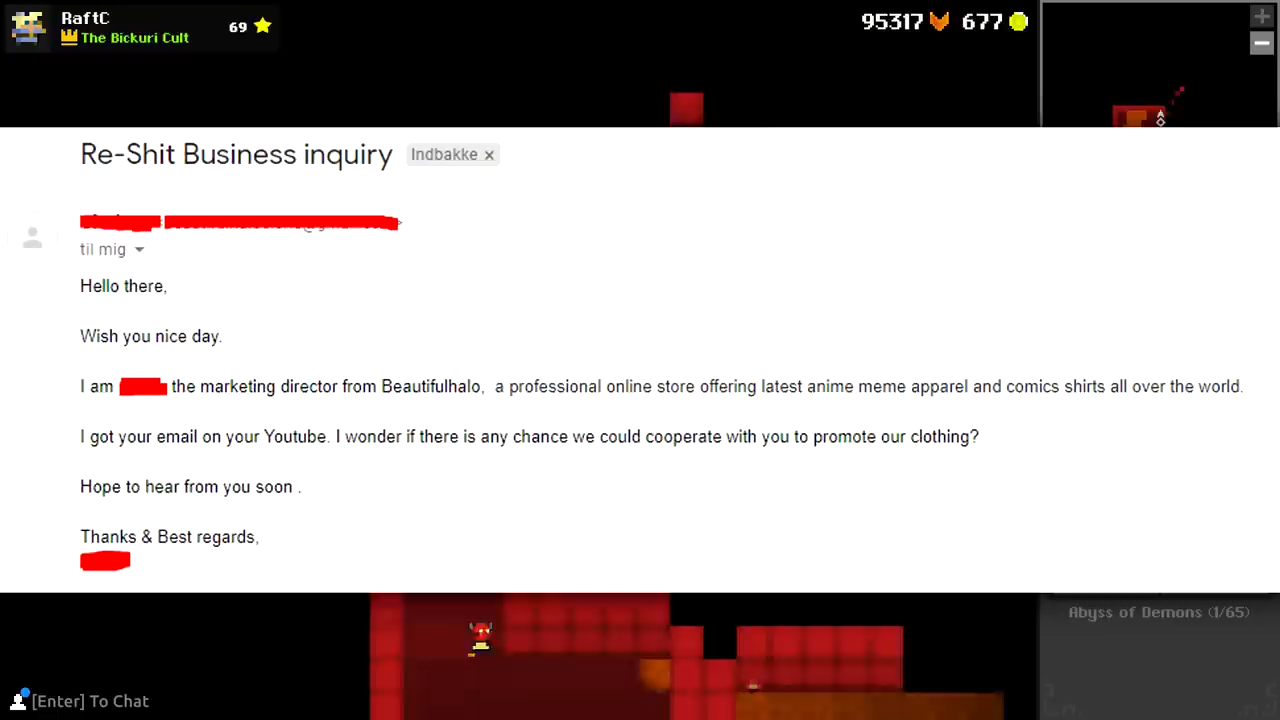 RaftC
The Bickuri Cult
69
95317 677
Re-Shit Business inquiry Indbakke ×
til mig
Hello there,
Wish you nice day.
I am the marketing director from Beautifulhalo, a professional online store offering latest anime meme apparel and comics shirts all over the world.
I got your email on your Youtube. I wonder if there is any chance we could cooperate with you to promote our clothing?
Hope to hear from you soon .
Thanks & Best regards,
Abyss of Demons (1/65)
[Enter] To Chat